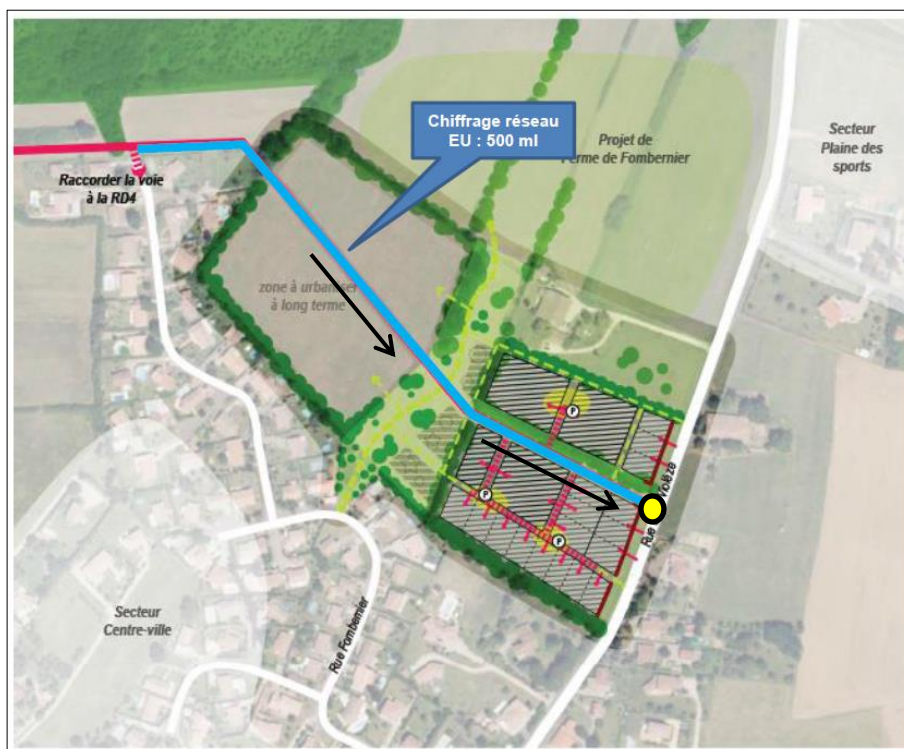 Chiffrage réseau
EU : 500 ml
Projet de
Ferme de Fombernier
Secteur
Plaine des
sports
Raccorder la voie
à la RD4
zone à urbaniser
à long terme
P
P
P
Rue
Secteur
Centre-ville
Rue Fombernier